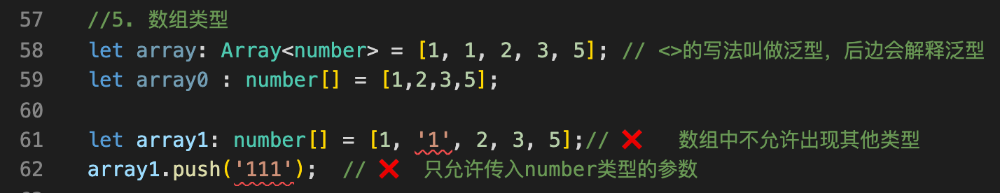 57 //5. 数组类型
58 let array: Array<number> = [1, 1, 2, 3, 5]; // <>的写法叫做泛型，后边会解释泛型
59 let array0 : number[] = [1,2,3,5];
60
61 let array1: number[] = [1, '1', 2, 3, 5];// ❌ 数组中不允许出现其他类型
62 array1.push('111'); // ❌ 只允许传入number类型的参数